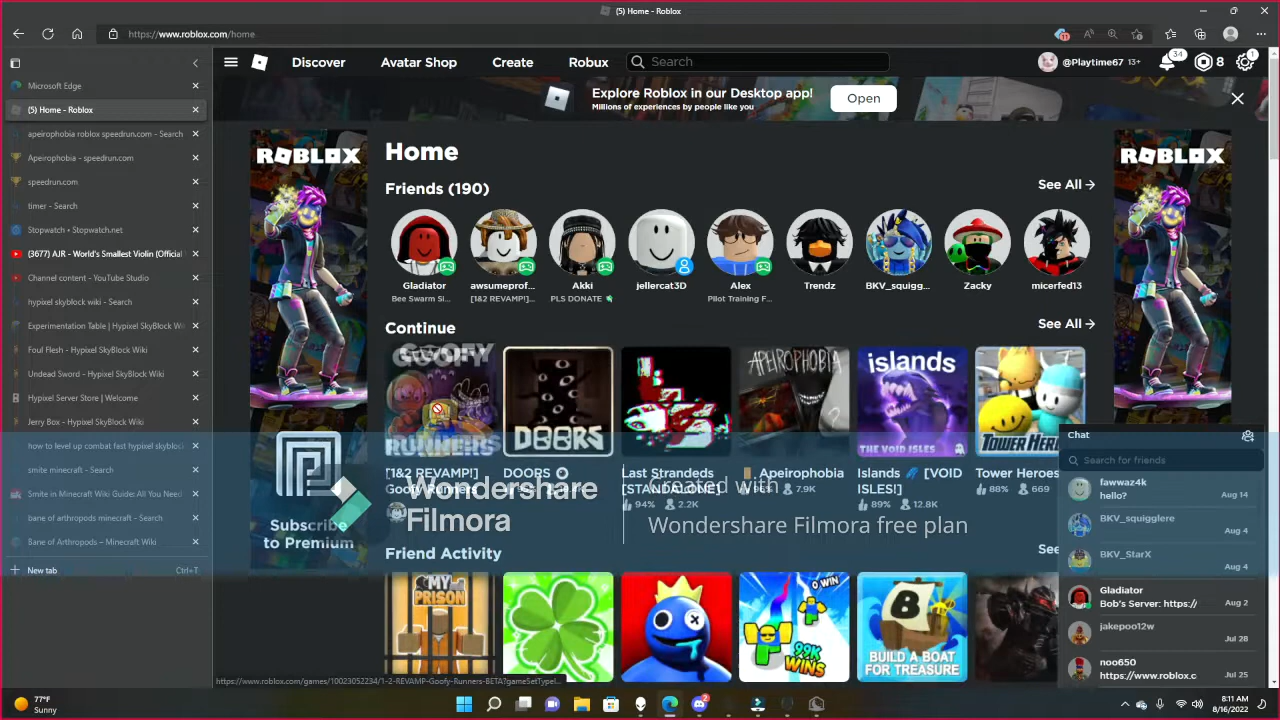 (5) Home - Roblox
https://www.roblox.com/home
Microsoft Edge
(5) Home - Roblox
apeirophobia roblox speedrun.com - Search
Apeirophobia - speedrun.com
speedrun.com
timer - Search
Stopwatch • Stopwatch.net
(3677) AJR - World's Smallest Violin (Official
Channel content - YouTube Studio
hypixel skyblock wiki - Search
Experimentation Table | Hypixel SkyBlock Wi
Foul Flesh - Hypixel SkyBlock Wiki
Undead Sword - Hypixel SkyBlock Wiki
Hypixel Server Store | Welcome
Jerry Box - Hypixel SkyBlock Wiki
how to level up combat fast hypixel skybloc
smite minecraft - Search
Smite in Minecraft Wiki Guide: All You Need
bane of arthropods minecraft - Search
Bane of Arthropods – Minecraft Wiki
New tab Ctrl+T
Discover Avatar Shop Create Robux Search @Playtime67 13+ 34 8 1
Explore Roblox in our Desktop app!
Millions of experiences by people like you
Open
ROBLOX
Subscribe
to Premium
Home
Friends (190) See All
Gladiator awsumeprof... Akki jellercat3D Alex Trendz BKV_squigg... Zacky micerfed13
Bee Swarm Si... [1&2 REVAMP!]... PLS DONATE Pilot Training F...
Continue See All
GOOFY RUNNERS
DOORS
APEIROPHOBIA
islands
THE VOID ISLES!
TOWER HER
[1&2 REVAMP!] Goofy Runners
DOORS
Last Strandeds [STANDALONE]
94% 2.2K
Apeirophobia
7.9K
Islands [VOID ISLES!]
89% 12.8K
Tower Heroes
88% 669
Wondershare
Filmora
Created with
Wondershare Filmora free plan
Friend Activity See
MY PRISON
0 WIN
99K WINS
B
BUILD A BOAT
FOR TREASURE
ROBLOX
Chat
Search for friends
fawwaz4k
hello? Aug 14
BKV_squigglere
Aug 4
BKV_StarX
Aug 4
Gladiator
Bob's Server: https:// Aug 2
jakepoo12w
Jul 28
noo650
https://www.roblox.c Jul 25
https://www.roblox.com/games/10023052234/1-2-REVAMP-Goofy-Runners-BETA?gameSetTypeI...
77°F
Sunny
2
8:11 AM
8/16/2022